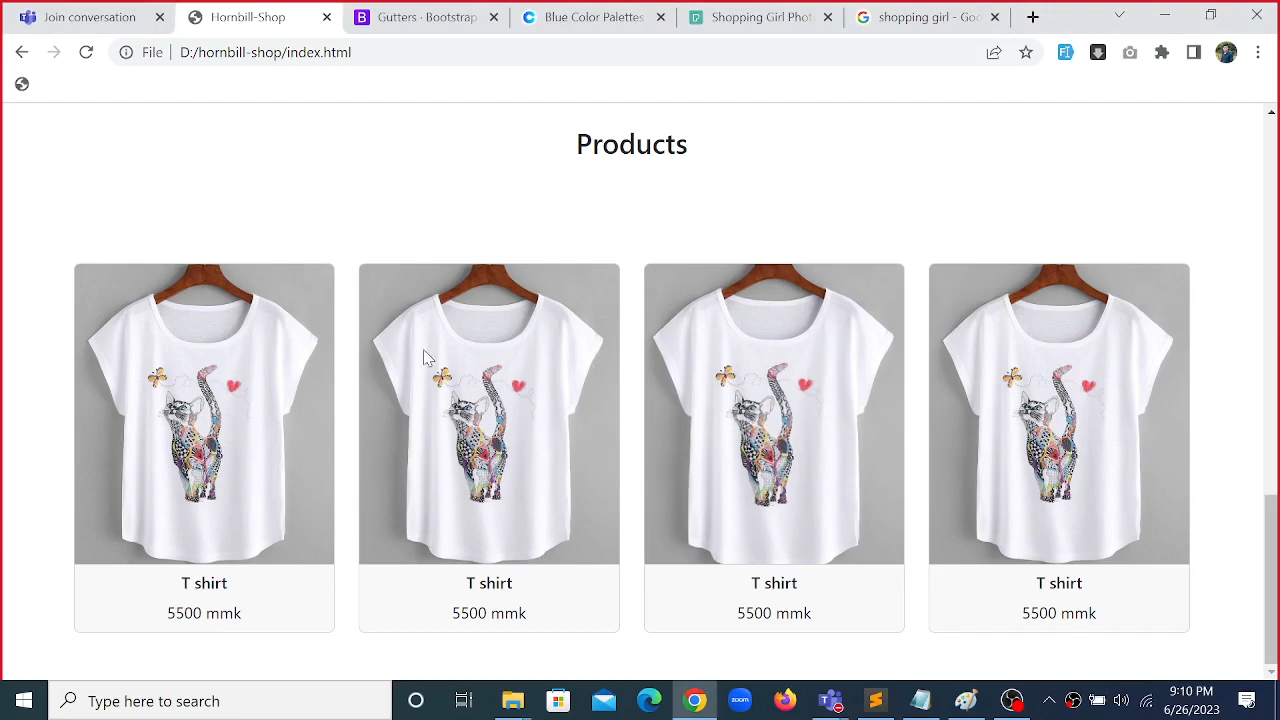 Join conversation
Hornbill-Shop
Gutters · Bootstrap
Blue Color Palettes
Shopping Girl Phot
shopping girl - Goo
File
D:/hornbill-shop/index.html
Products
T shirt
5500 mmk
T shirt
5500 mmk
T shirt
5500 mmk
T shirt
5500 mmk
Type here to search
zoom
9:10 PM
6/26/2023